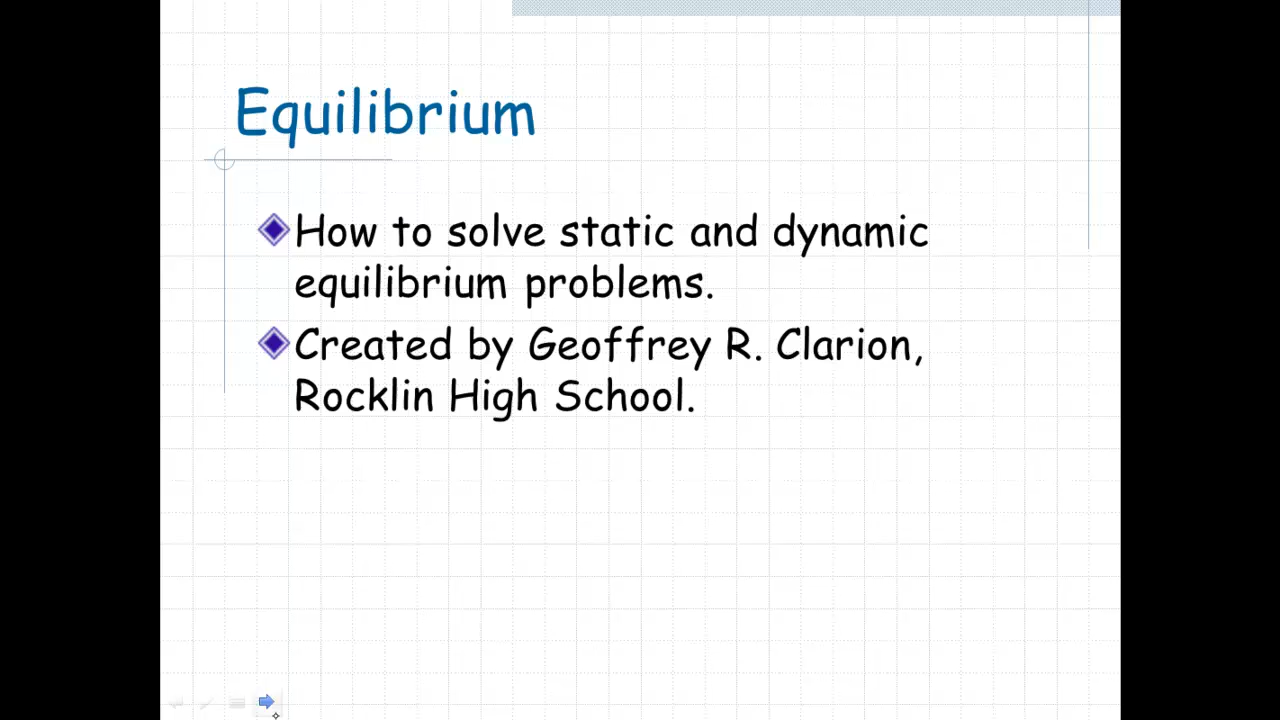 Equilibrium
How to solve static and dynamic
equilibrium problems.
Created by Geoffrey R. Clarion,
Rocklin High School.